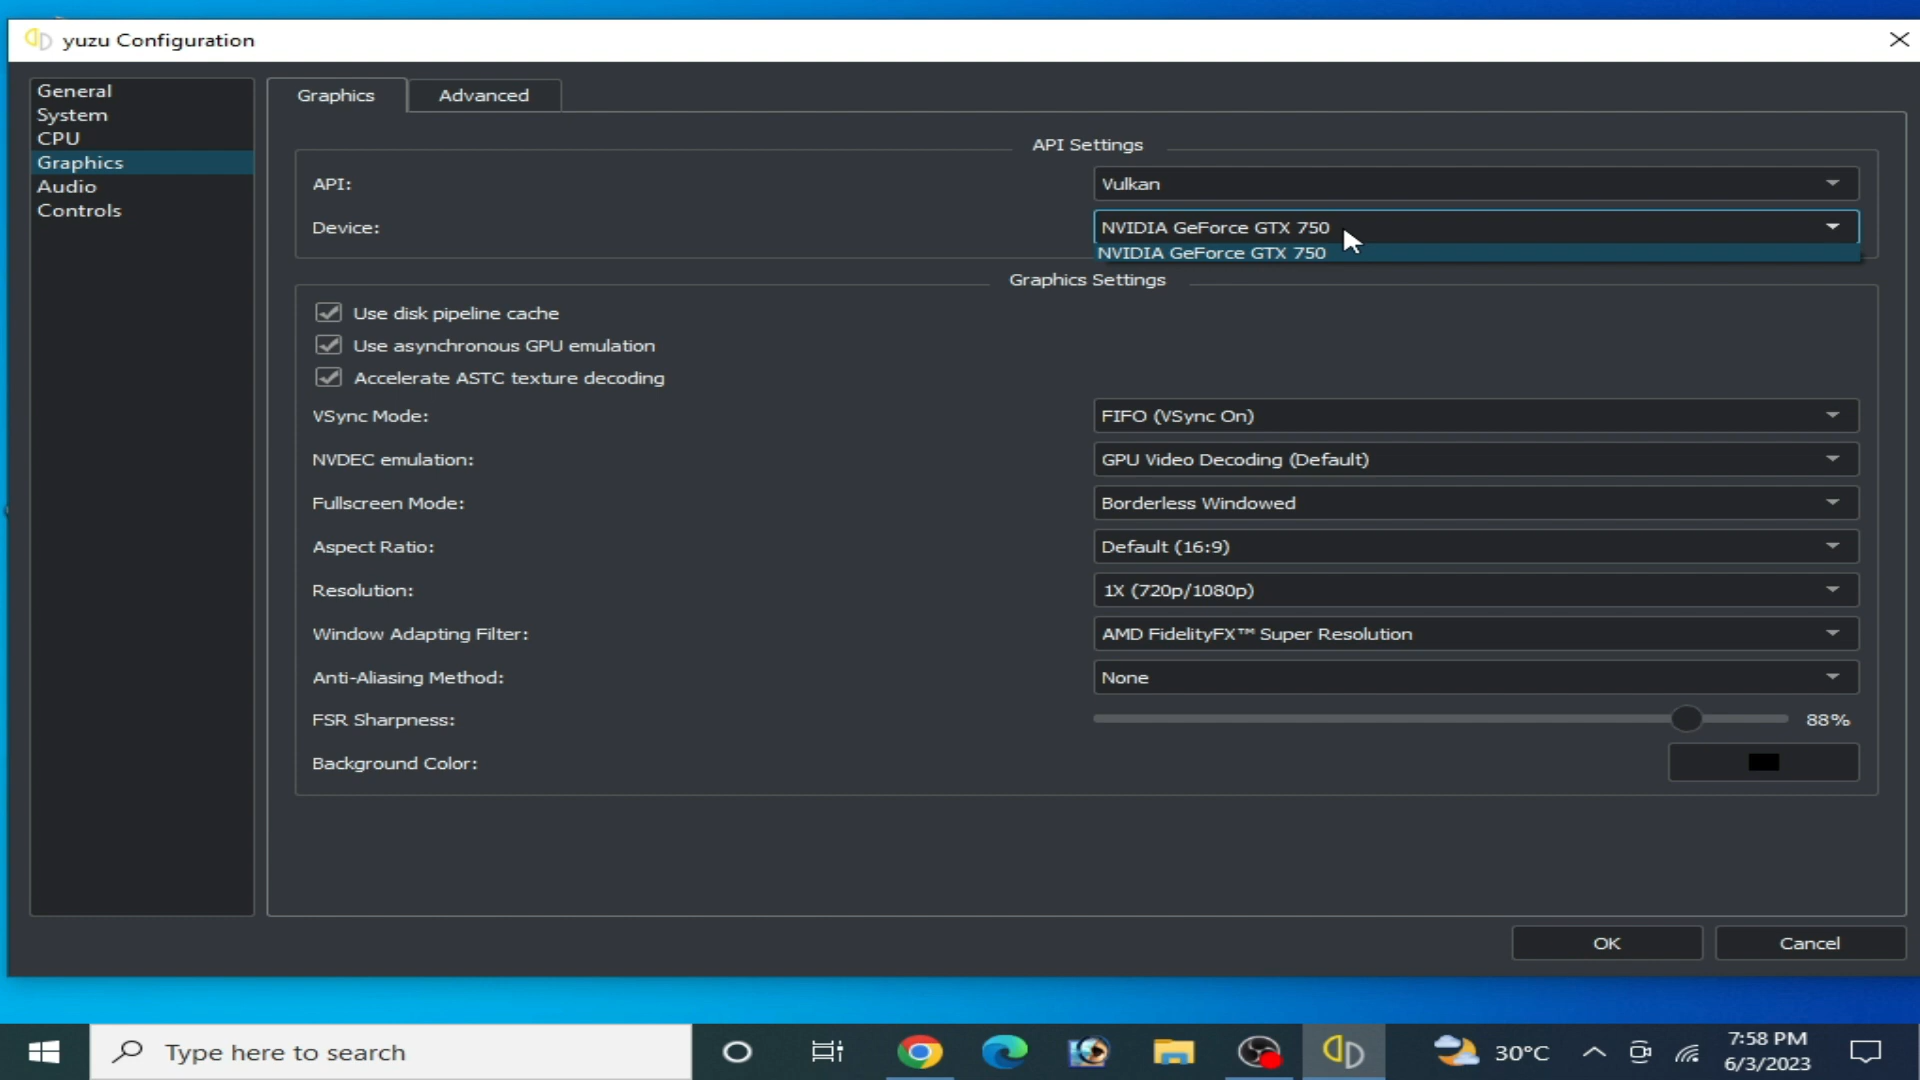 yuzu Configuration
General
System
CPU
Graphics
Audio
Controls
Graphics
Advanced
API Settings
API:
Vulkan
Device:
NVIDIA GeForce GTX 750
NVIDIA GeForce GTX 750
Graphics Settings
Use disk pipeline cache
Use asynchronous GPU emulation
Accelerate ASTC texture decoding
VSync Mode:
FIFO (VSync On)
NVDEC emulation:
GPU Video Decoding (Default)
Fullscreen Mode:
Borderless Windowed
Aspect Ratio:
Default (16:9)
Resolution:
1X (720p/1080p)
Window Adapting Filter:
AMD FidelityFX™ Super Resolution
Anti-Aliasing Method:
None
FSR Sharpness:
88%
Background Color:
OK
Cancel
Type here to search
30°C
7:58 PM
6/3/2023